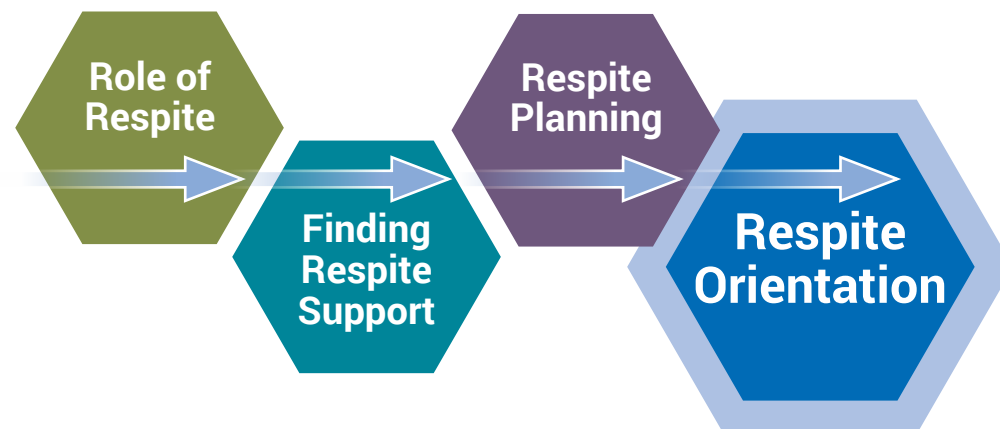 Role of
Respite
Finding
Respite
Support
Respite
Planning
Respite
Orientation